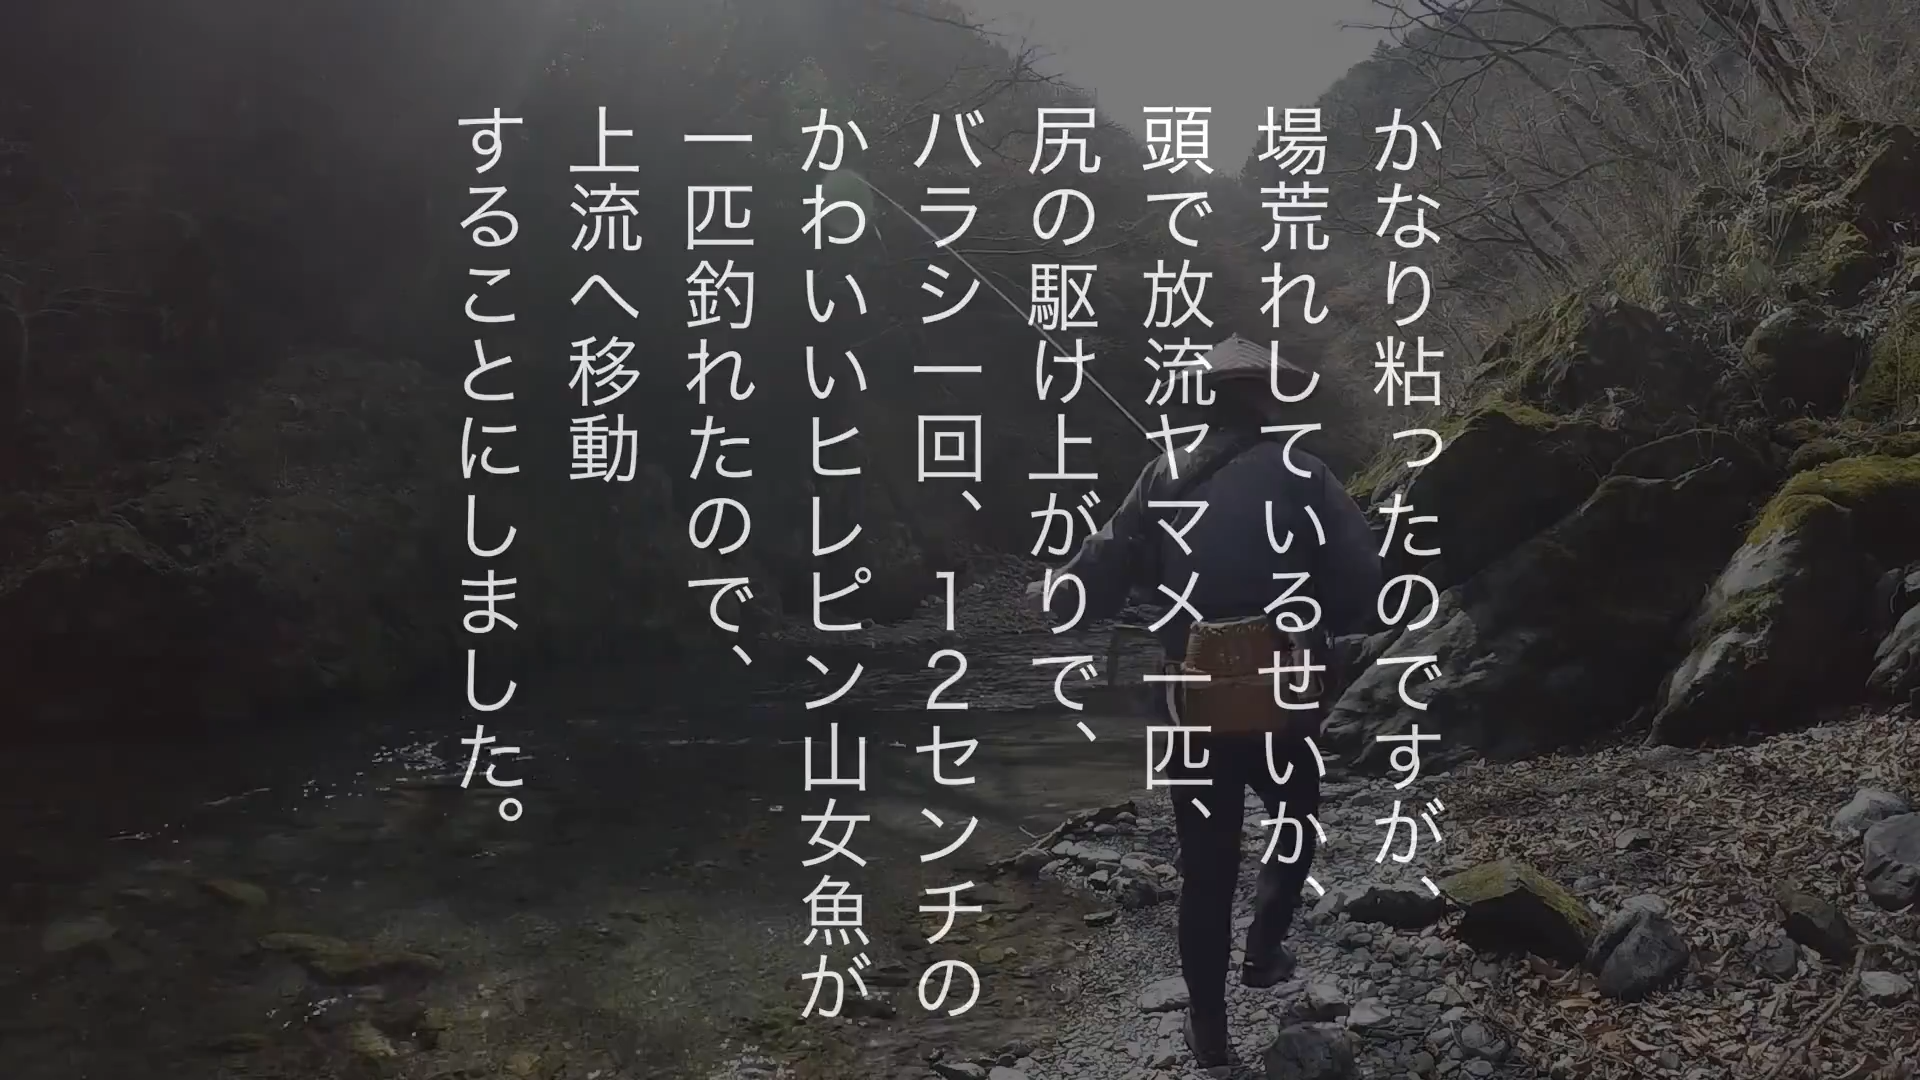 かなり粘ったのですが、
場荒れしているせいか、
頭で放流ヤマメ一匹、
尻の駆け上がりで、
バラシ一回、１２センチの
かわいいヒレピン山女魚が
一匹釣れたので、
上流へ移動
することにしました。